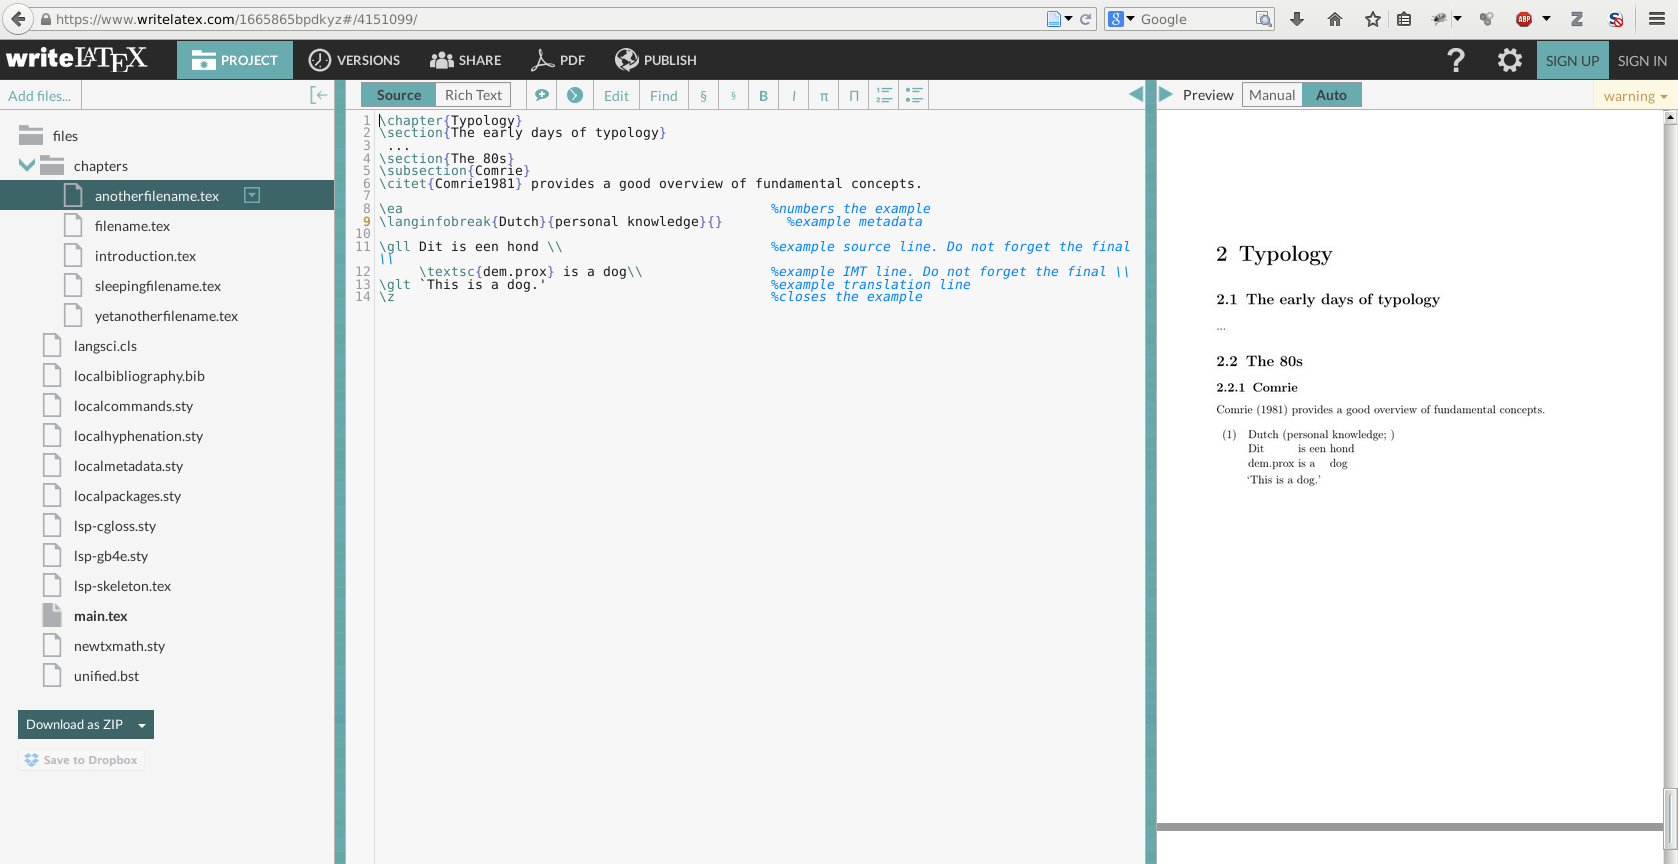 https://www.writelatex.com/1665865bpdkyz#/4151099/
Google
ABP
Z
S
writeLATEX
PROJECT
VERSIONS
SHARE
PDF
PUBLISH
?
SIGN UP
SIGN IN
Add files...
Source
Rich Text
Edit
Find
§
§
B
I
π
Π
Preview
Manual
Auto
warning
files
chapters
anotherfilename.tex
filename.tex
introduction.tex
sleepingfilename.tex
yetanotherfilename.tex
langsci.cls
localbibliography.bib
localcommands.sty
localhyphenation.sty
localmetadata.sty
localpackages.sty
lsp-cgloss.sty
lsp-gb4e.sty
lsp-skeleton.tex
main.tex
newtxmath.sty
unified.bst
Download as ZIP
Save to Dropbox
1 \chapter{Typology}
2 \section{The early days of typology}
3 ...
4 \section{The 80s}
5 \subsection{Comrie}
6 \citet{Comrie1981} provides a good overview of fundamental concepts.
7
8 \ea %numbers the example
9 \langinfobreak{Dutch}{personal knowledge}{} %example metadata
10
11 \gll Dit is een hond \\ %example source line. Do not forget the final
\\
12 \textsc{dem.prox} is a dog\\ %example IMT line. Do not forget the final \\
13 \glt `This is a dog.' %example translation line
14 \z %closes the example
2 Typology
2.1 The early days of typology
...
2.2 The 80s
2.2.1 Comrie
Comrie (1981) provides a good overview of fundamental concepts.
(1) Dutch (personal knowledge; )
Dit is een hond
dem.prox is a dog
‘This is a dog.’